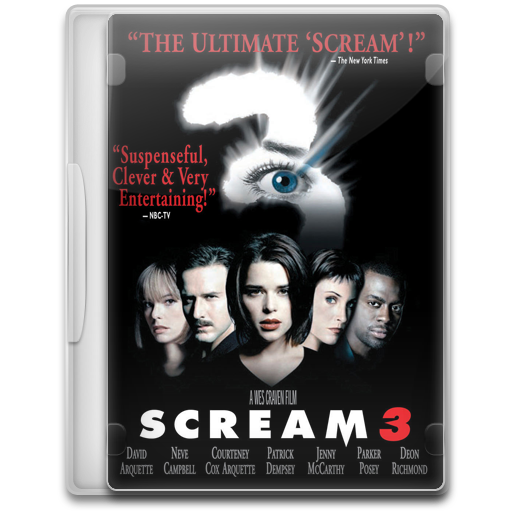 “THE ULTIMATE ‘SCREAM’!”
— The New York Times
“Suspenseful,
Clever & Very
Entertaining!”
— NBC-TV
A WES CRAVEN FILM
SCREAM 3
DAVID NEVE COURTENEY PATRICK JENNY PARKER DEON
ARQUETTE CAMPBELL COX ARQUETTE DEMPSEY MCCARTHY POSEY RICHMOND